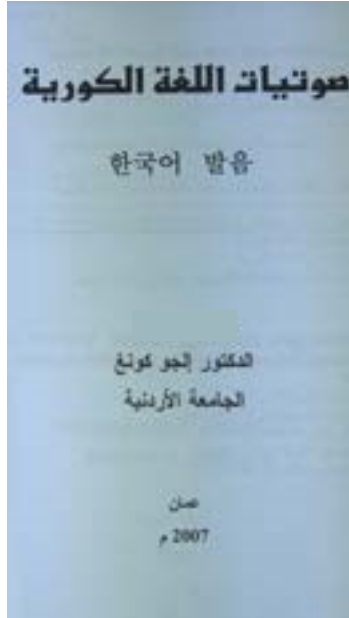 صوتيات اللغة الكورية
한국어 발음
الدكتور إلجو كونغ
الجامعة الأردنية
عمان
2007 م